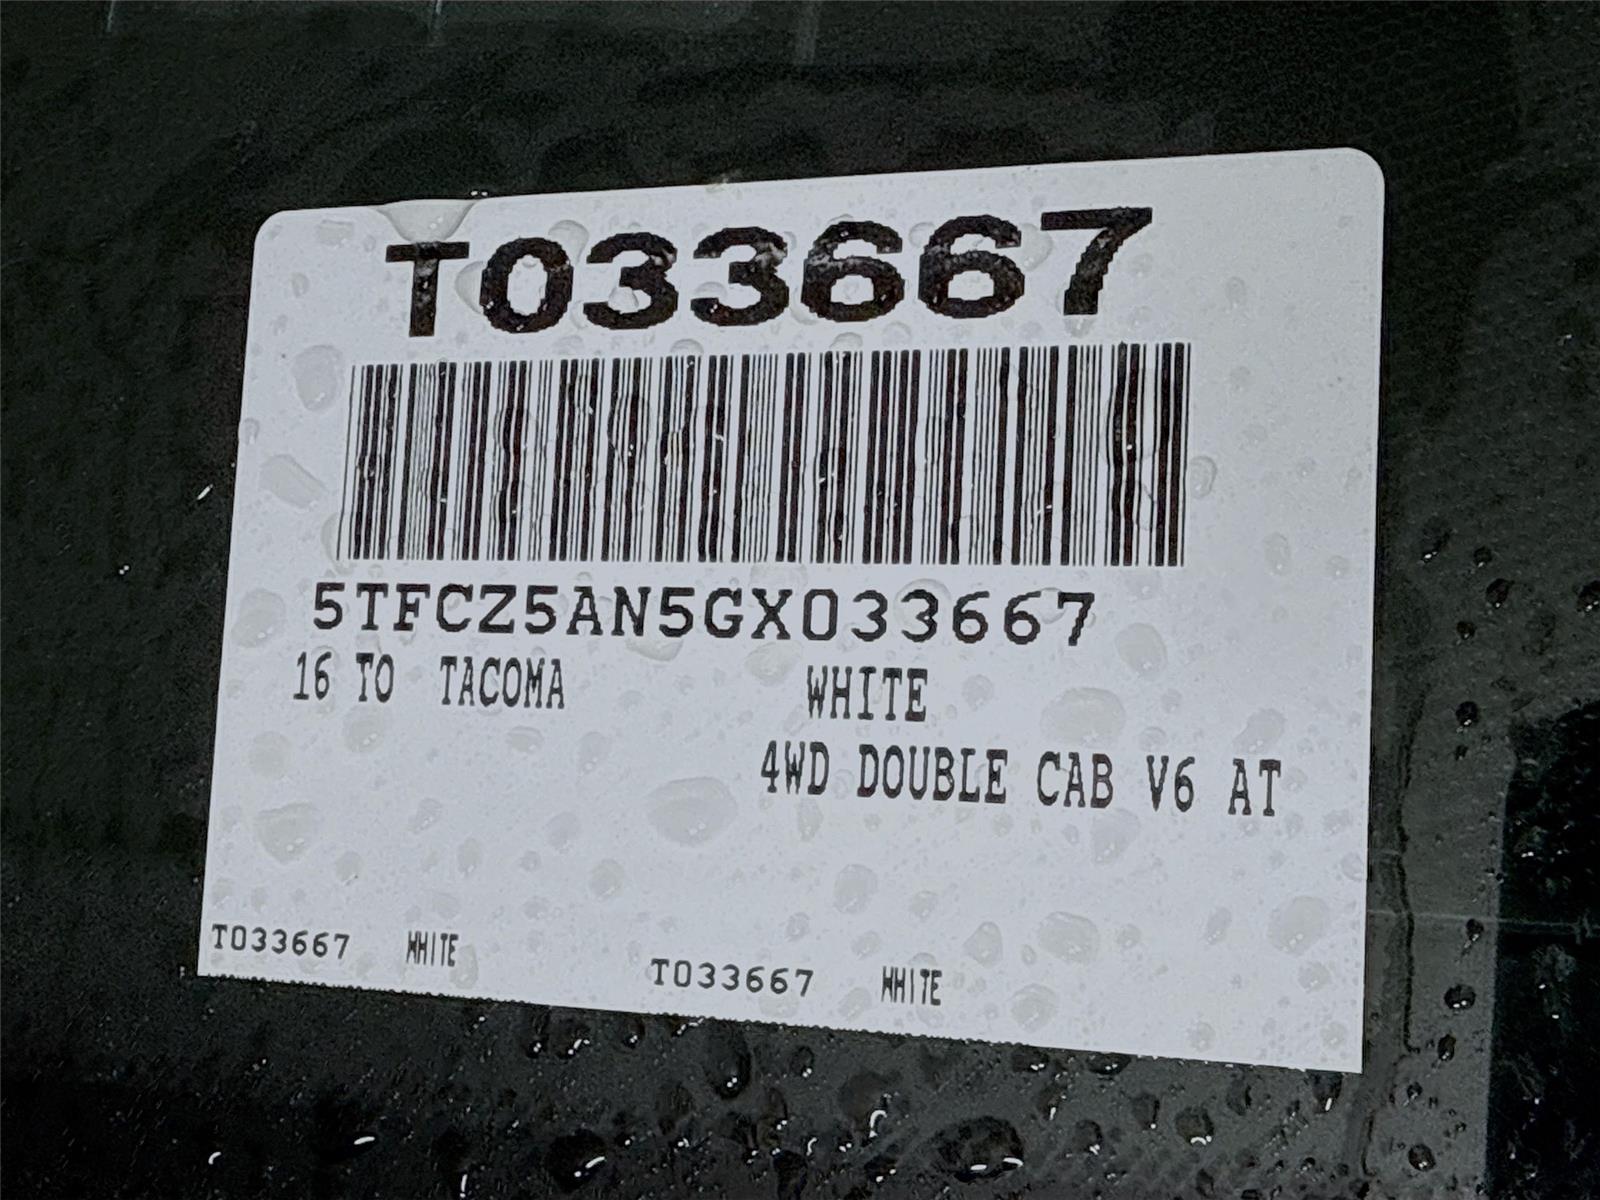 T033667
5TFCZ5AN5GX033667
16 TO TACOMA WHITE
4WD DOUBLE CAB V6 AT
T033667 WHITE T033667 WHITE